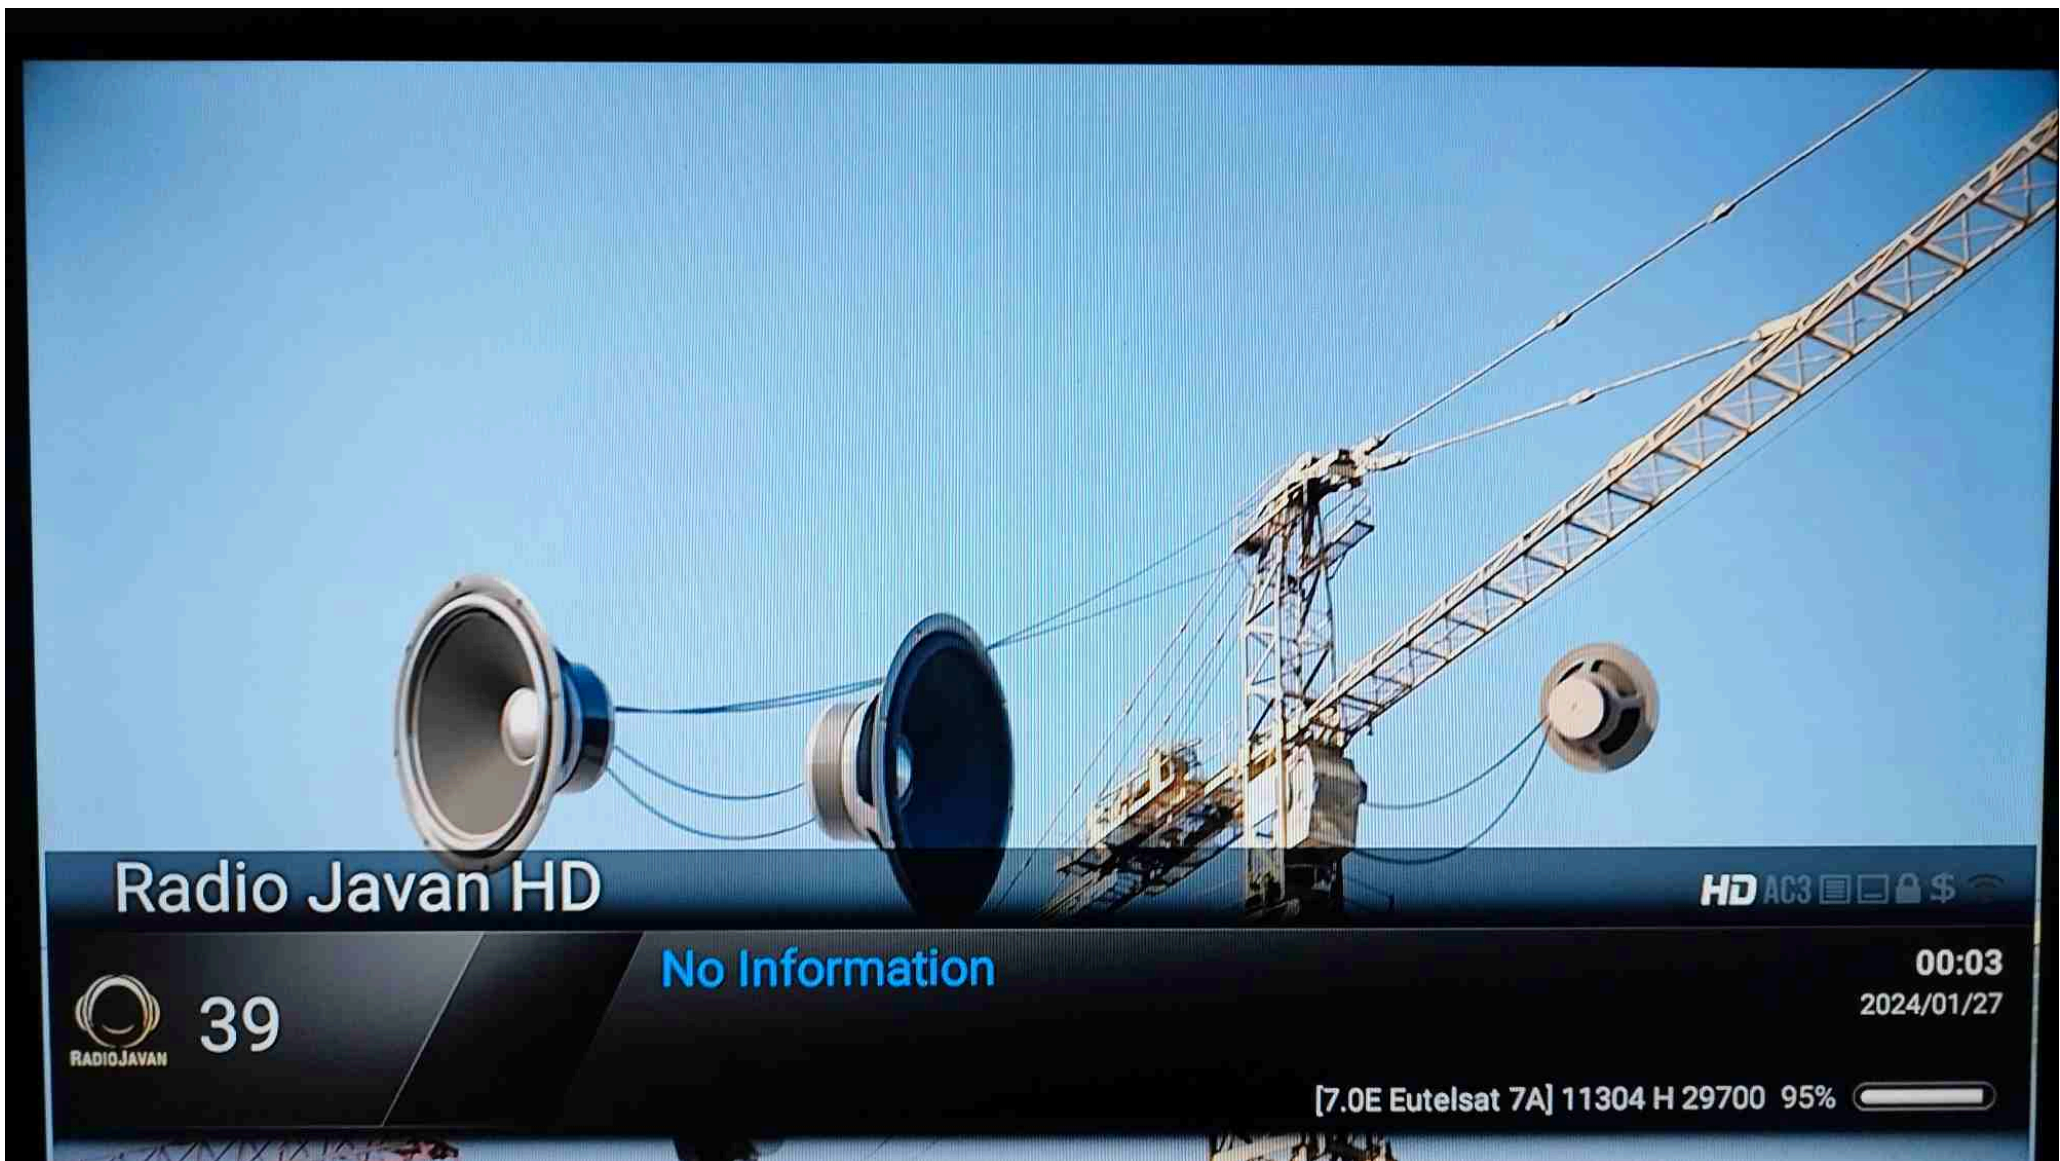 Radio Javan HD
HD AC3 $
No Information
00:03
2024/01/27
39
RADIOJAVAN
[7.0E Eutelsat 7A] 11304 H 29700 95%